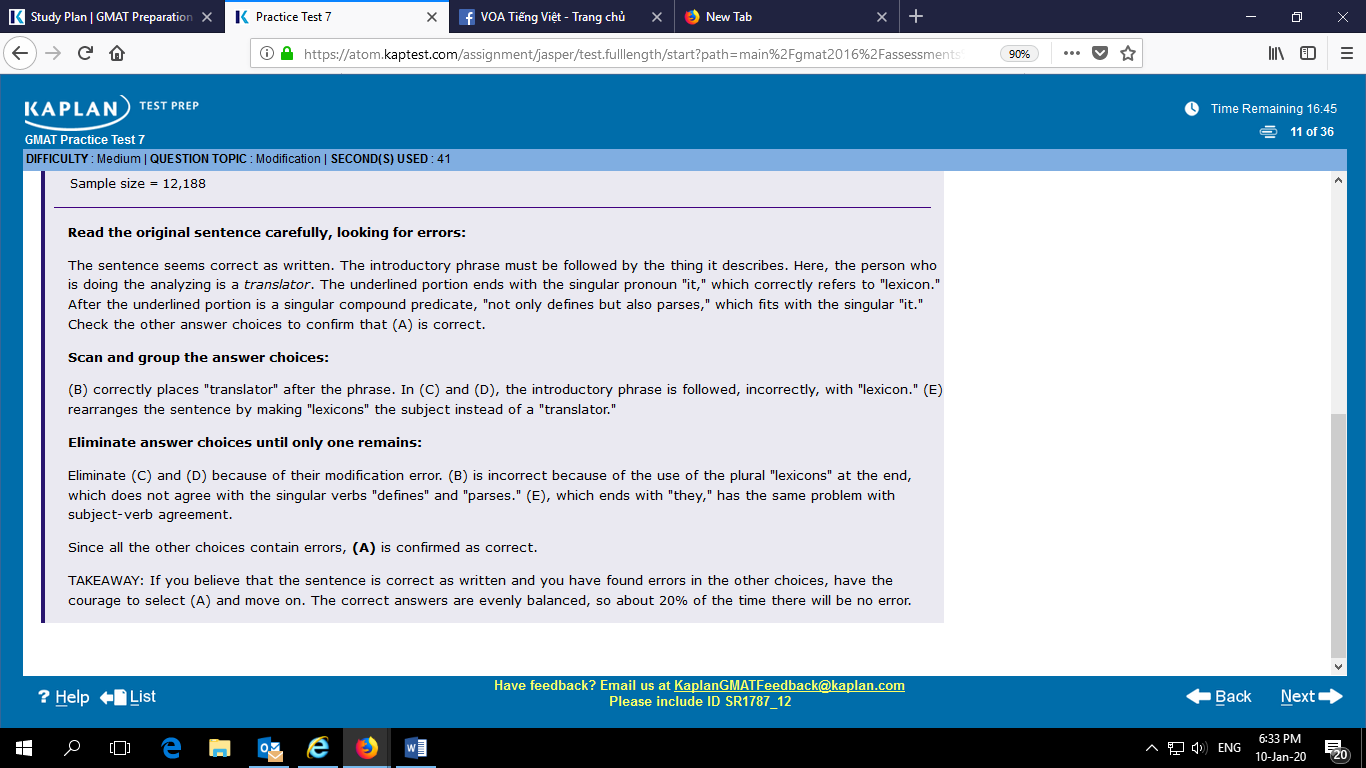 Study Plan | GMAT Preparation
Practice Test 7
VOA Tiếng Việt - Trang chủ
New Tab
https://atom.kaptest.com/assignment/jasper/test.fulllength/start?path=main%2Fgmat2016%2Fassessments
90%
KAPLAN TEST PREP
Time Remaining 16:45
GMAT Practice Test 7
11 of 36
DIFFICULTY : Medium | QUESTION TOPIC : Modification | SECOND(S) USED : 41
Sample size = 12,188
Read the original sentence carefully, looking for errors:
The sentence seems correct as written. The introductory phrase must be followed by the thing it describes. Here, the person who
is doing the analyzing is a translator. The underlined portion ends with the singular pronoun "it," which correctly refers to "lexicon."
After the underlined portion is a singular compound predicate, "not only defines but also parses," which fits with the singular "it."
Check the other answer choices to confirm that (A) is correct.
Scan and group the answer choices:
(B) correctly places "translator" after the phrase. In (C) and (D), the introductory phrase is followed, incorrectly, with "lexicon." (E)
rearranges the sentence by making "lexicons" the subject instead of a "translator."
Eliminate answer choices until only one remains:
Eliminate (C) and (D) because of their modification error. (B) is incorrect because of the use of the plural "lexicons" at the end,
which does not agree with the singular verbs "defines" and "parses." (E), which ends with "they," has the same problem with
subject-verb agreement.
Since all the other choices contain errors, (A) is confirmed as correct.
TAKEAWAY: If you believe that the sentence is correct as written and you have found errors in the other choices, have the
courage to select (A) and move on. The correct answers are evenly balanced, so about 20% of the time there will be no error.
? Help
List
Have feedback? Email us at KaplanGMATFeedback@kaplan.com
Please include ID SR1787_12
Back
Next
ENG
6:33 PM
10-Jan-20
20